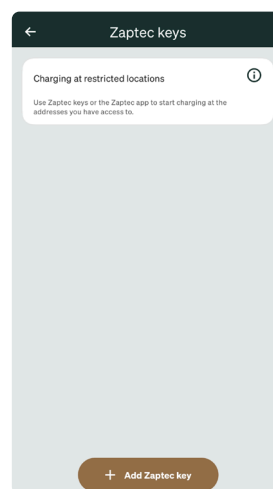 Zaptec keys
Charging at restricted locations
Use Zaptec keys or the Zaptec app to start charging at the
addresses you have access to.
Add Zaptec key